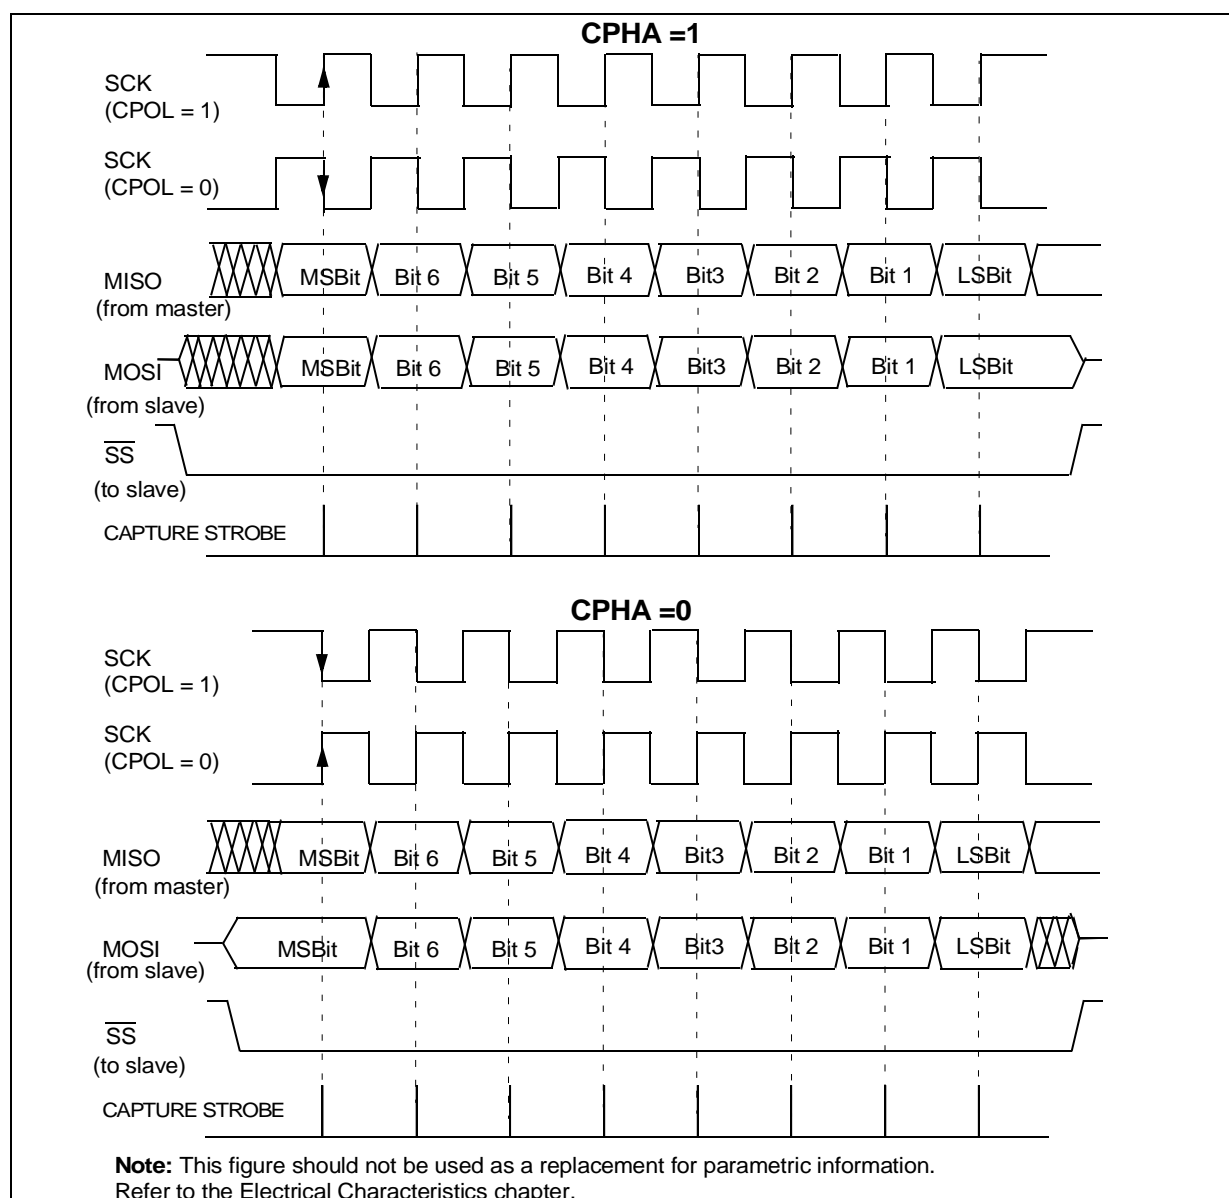 CPHA =1
SCK
(CPOL = 1)
SCK
(CPOL = 0)
MISO
(from master)
MSBit Bit 6 Bit 5 Bit 4 Bit3 Bit 2 Bit 1 LSBit
MOSI
(from slave)
MSBit Bit 6 Bit 5 Bit 4 Bit3 Bit 2 Bit 1 LSBit
SS
(to slave)
CAPTURE STROBE
CPHA =0
SCK
(CPOL = 1)
SCK
(CPOL = 0)
MISO
(from master)
MSBit Bit 6 Bit 5 Bit 4 Bit3 Bit 2 Bit 1 LSBit
MOSI
(from slave)
MSBit Bit 6 Bit 5 Bit 4 Bit3 Bit 2 Bit 1 LSBit
SS
(to slave)
CAPTURE STROBE
Note: This figure should not be used as a replacement for parametric information.
Refer to the Electrical Characteristics chapter.